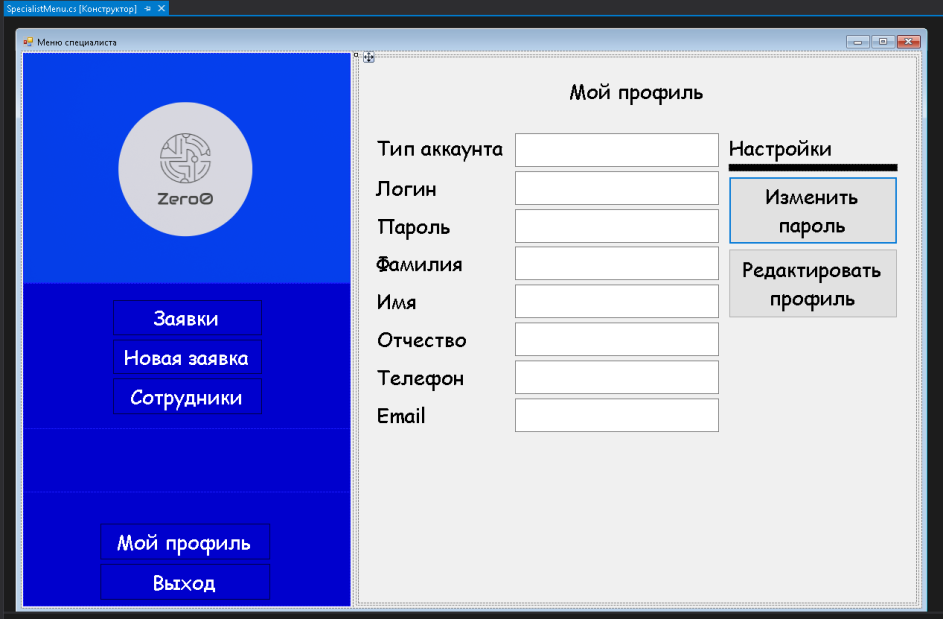 SpecialistMenu.cs [Конструктор]
Меню специалиста
Zero0
Заявки
Новая заявка
Сотрудники
Мой профиль
Выход
Мой профиль
Тип аккаунта
Логин
Пароль
Фамилия
Имя
Отчество
Телефон
Email
Настройки
Изменить
пароль
Редактировать
профиль